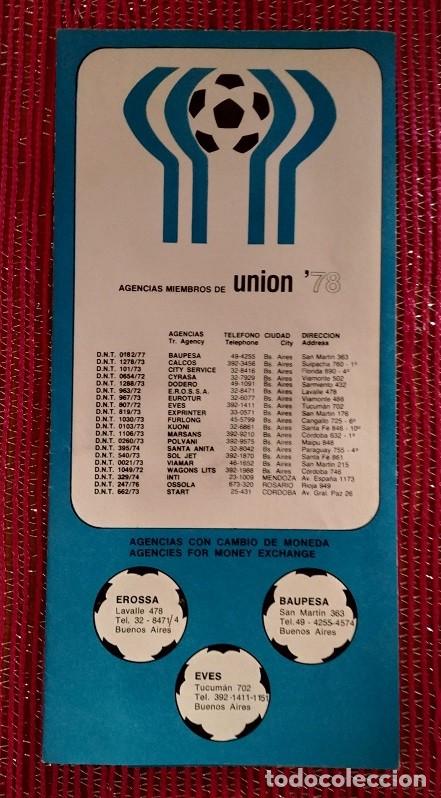 AGENCIAS MIEMBROS DE union '78
AGENCIAS TELEFONO CIUDAD DIRECCION
Tr. Agency Telephone City Address
D.N.T. 0182/77 BAUPESA 49-4255 Bs. Aires San Martin 363
D.N.T. 1278/73 CALCOS 392-3456 Bs. Aires Suipacha 760 - 1º
D.N.T. 101/73 CITY SERVICE 32-8416 Bs. Aires Florida 890 - 4º
D.N.T. 0654/72 CYRASA 32-7929 Bs. Aires Viamonte 502
D.N.T. 1288/73 DODERO 49-1091 Bs. Aires Sarmiento 432
D.N.T. 963/72 E.R.O.S.S.A. 32-8471 Bs. Aires Lavalle 478
D.N.T. 967/73 EUROTUR 32-6077 Bs. Aires Viamonte 486
D.N.T. 807/72 EVES 392-1411 Bs. Aires Tucumán 702
D.N.T. 819/73 EXPRINTER 33-0571 Bs. Aires San Martin 176
D.N.T. 1030/73 FURLONG 45-5799 Bs. Aires Cangallo 725 - 6º
D.N.T. 0103/73 KUONI 32-6861 Bs. Aires Santa Fe 846 - 10º
D.N.T. 1106/73 MARSANS 392-9210 Bs. Aires Córdoba 632 - 1º
D.N.T. 0260/73 POLVANI 392-9575 Bs. Aires Maipu 848
D.N.T. 395/74 SANTA ANITA 32-8042 Bs. Aires Paraguay 755 - 4º
D.N.T. 540/73 SOL JET 392-1870 Bs. Aires Santa Fe 861
D.N.T. 0021/73 VIAMAR 46-1652 Bs. Aires San Martin 215
D.N.T. 1049/72 WAGONS LITS 392-1988 Bs. Aires Córdoba 746
D.N.T. 329/74 INTI 23-1009 MENDOZA Av. España 1173
D.N.T. 247/76 OSSOLA 673-320 ROSARIO Rioja 949
D.N.T. 662/73 START 25-431 CORDOBA Av. Gral. Paz 26
AGENCIAS CON CAMBIO DE MONEDA
AGENCIES FOR MONEY EXCHANGE
EROSSA
Lavalle 478
Tel. 32 - 8471/4
Buenos Aires
BAUPESA
San Martin 363
Tel. 49 - 4255-4574
Buenos Aires
EVES
Tucumán 702
Tel. 392-1411-1151
Buenos Aires
todocoleccion.net